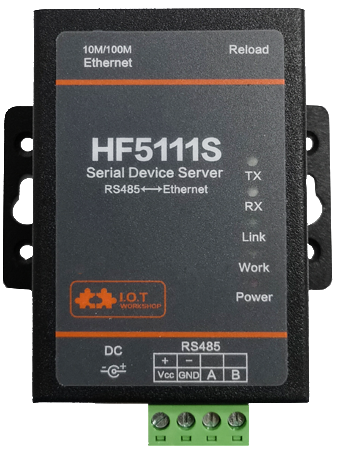 10M/100M
Ethernet
Reload
HF5111S
Serial Device Server
RS485↔Ethernet
TX
RX
Link
Work
Power
I.O.T
WORKSHOP
DC
RS485
+ −
- +
Vcc GND A B